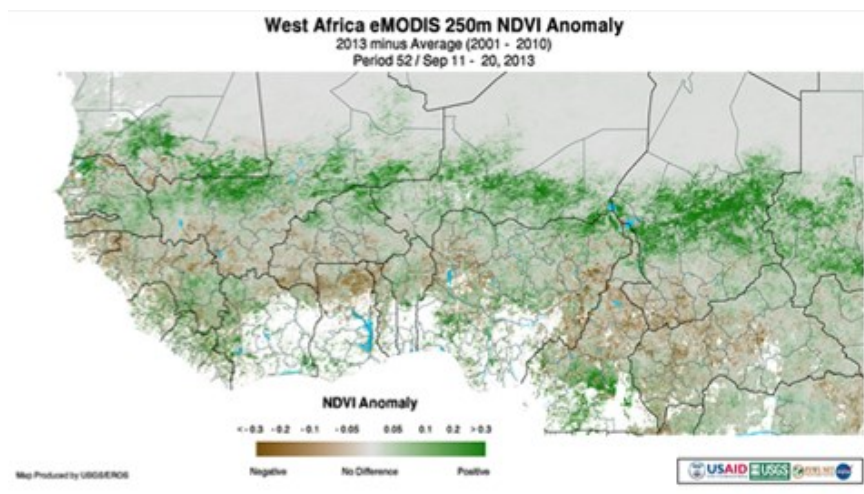 West Africa eMODIS 250m NDVI Anomaly
2013 minus Average (2001 - 2010)
Period 52 / Sep 11 - 20, 2013
NDVI Anomaly
<-0.3 -0.2 -0.1 -0.05 0.05 0.1 0.2 >0.3
Negative No Difference Positive
Map Produced by USGS/EROS
USAID USGS NASA